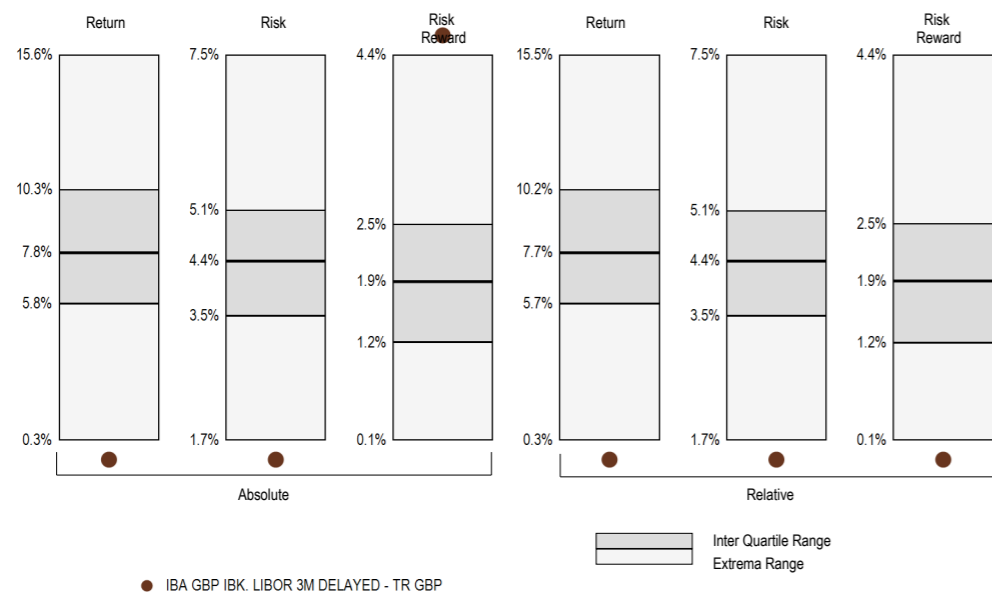 Return
Risk
Risk
Reward
Return
Risk
Risk
Reward
15.6%
10.3%
7.8%
5.8%
0.3%
7.5%
5.1%
4.4%
3.5%
1.7%
4.4%
2.5%
1.9%
1.2%
0.1%
15.5%
10.2%
7.7%
5.7%
0.3%
7.5%
5.1%
4.4%
3.5%
1.7%
4.4%
2.5%
1.9%
1.2%
0.1%
Absolute
Relative
Inter Quartile Range
Extrema Range
IBA GBP IBK. LIBOR 3M DELAYED - TR GBP